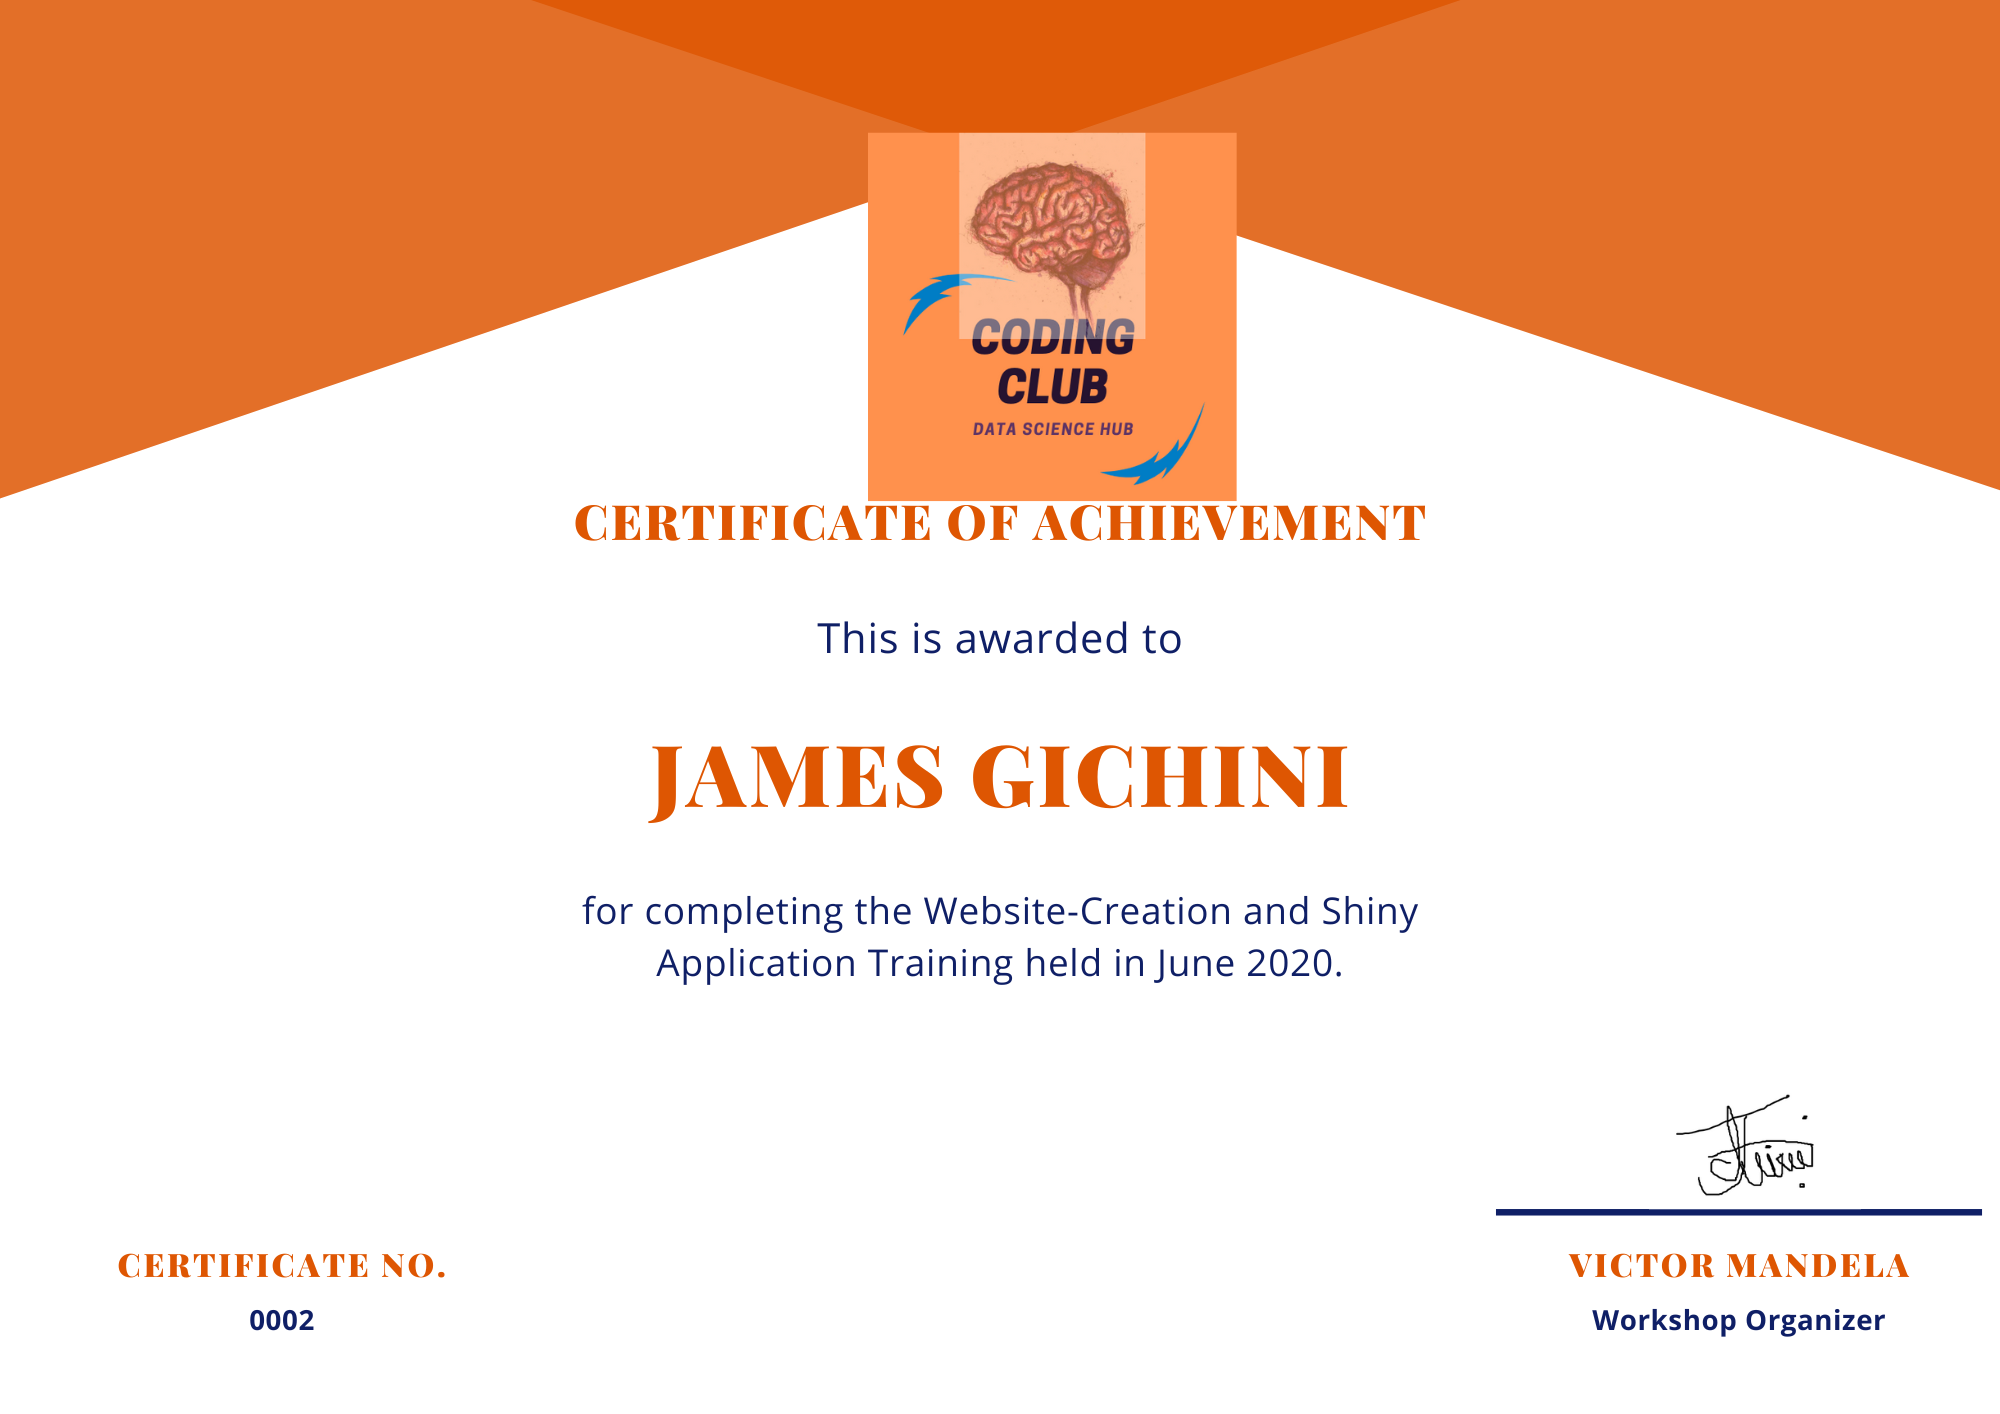 CODING
CLUB
DATA SCIENCE HUB
CERTIFICATE OF ACHIEVEMENT
This is awarded to
JAMES GICHINI
for completing the Website-Creation and Shiny
Application Training held in June 2020.
CERTIFICATE NO.
0002
VICTOR MANDELA
Workshop Organizer